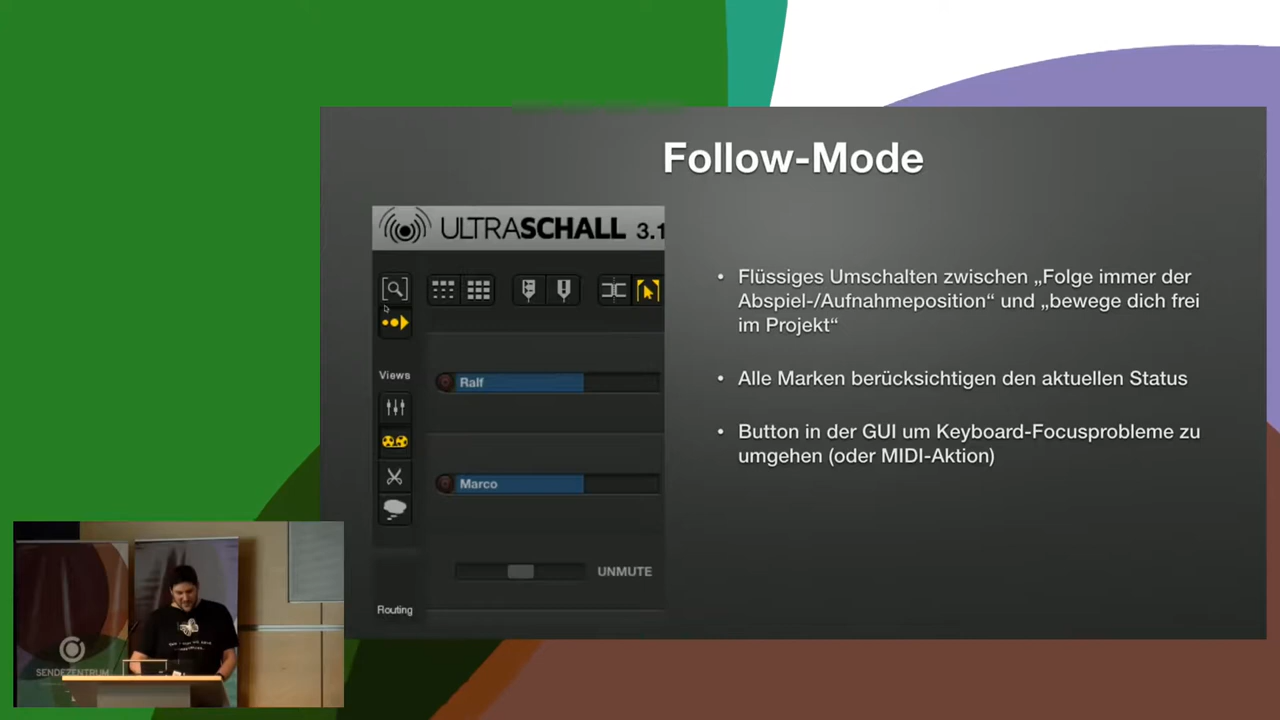 Follow-Mode
ULTRASCHALL 3.1
• Flüssiges Umschalten zwischen „Folge immer der
Abspiel-/Aufnahmeposition“ und „bewege dich frei
im Projekt“
• Alle Marken berücksichtigen den aktuellen Status
• Button in der GUI um Keyboard-Focusprobleme zu
umgehen (oder MIDI-Aktion)
Views
Ralf
Marco
UNMUTE
Routing
SENDEZENTRUM